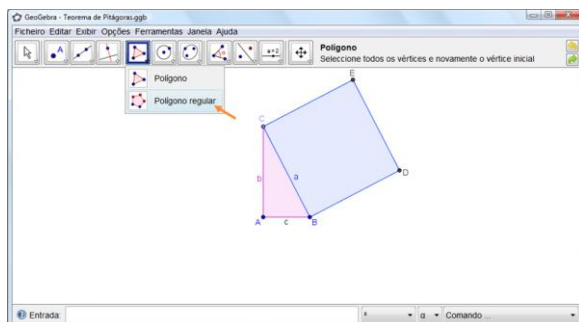 GeoGebra - Teorema de Pitágoras.ggb
Ficheiro Editar Exibir Opções Ferramentas Janela Ajuda
A
a=2
Polígono
Seleccione todos os vértices e novamente o vértice inicial
Polígono
Polígono regular
E
C
b
a
D
A
c
B
Entrada:
α
Comando ...